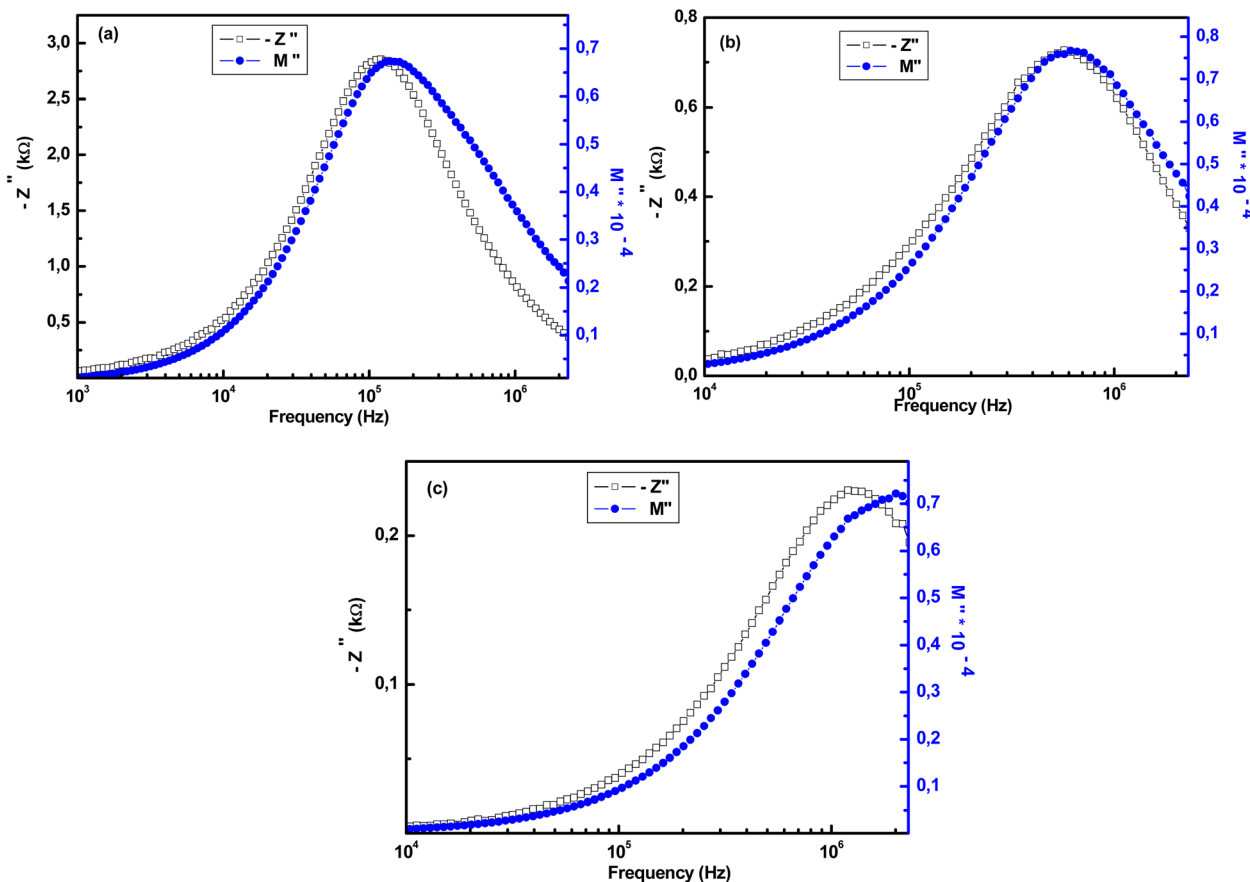 (a)
- Z "
M "
3,0
2,5
2,0
1,5
1,0
0,5
- Z " (kΩ)
0,7
0,6
0,5
0,4
0,3
0,2
0,1
M " * 10 - 4
10³ 10⁴ 10⁵ 10⁶
Frequency (Hz)
(b)
- Z"
M"
0,8
0,6
0,4
0,2
0,0
- Z " (kΩ)
0,8
0,7
0,6
0,5
0,4
0,3
0,2
0,1
M " * 10 - 4
10⁴ 10⁵ 10⁶
Frequency (Hz)
(c)
- Z"
M"
0,2
0,1
- Z " (kΩ)
0,7
0,6
0,5
0,4
0,3
0,2
0,1
M " * 10 - 4
10⁴ 10⁵ 10⁶
Frequency (Hz)